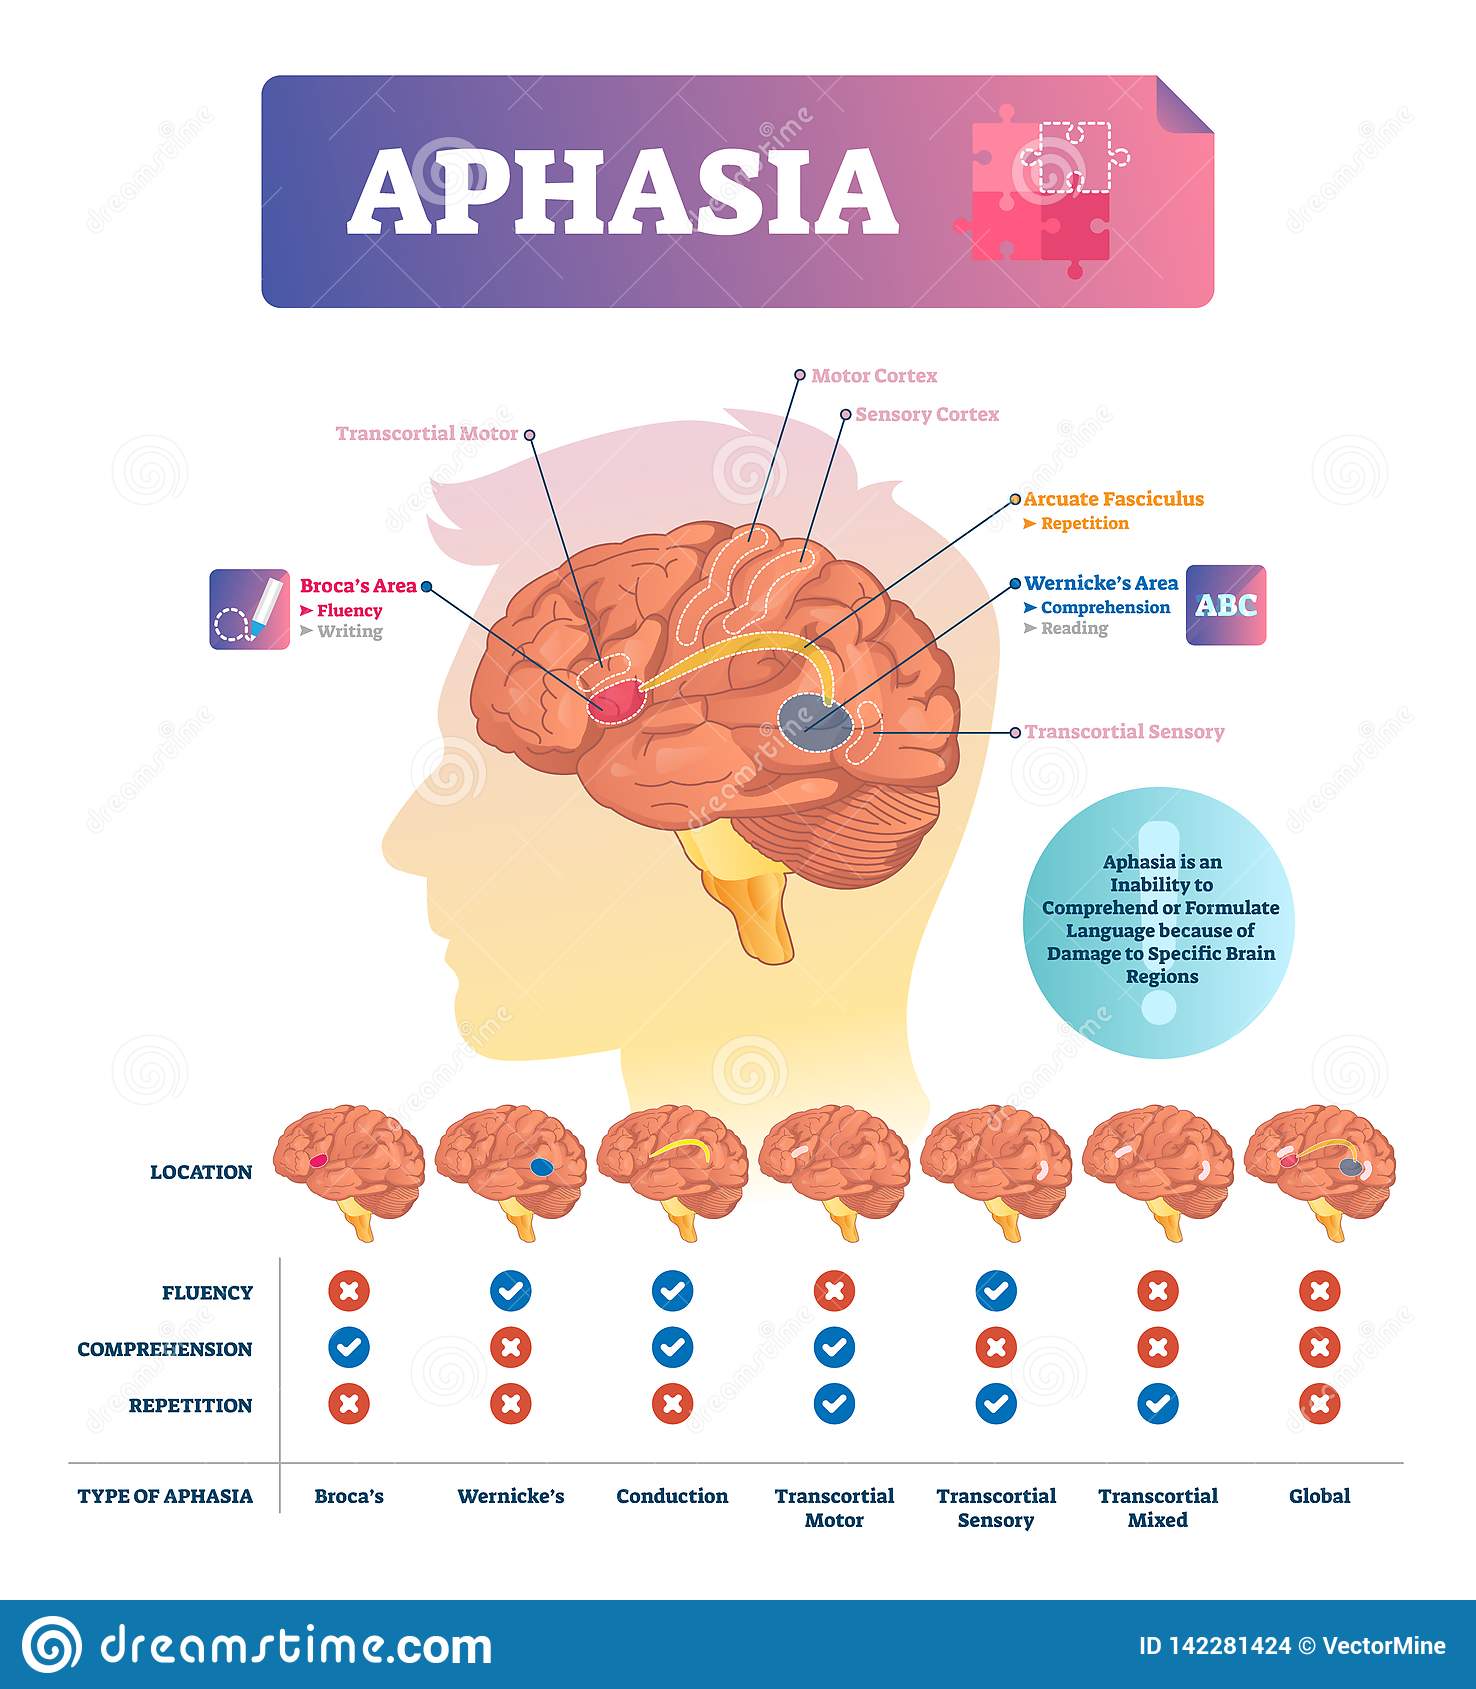 APHASIA
Motor Cortex
Sensory Cortex
Transcortial Motor
Arcuate Fasciculus
Repetition
Broca's Area
Fluency
Writing
Wernicke's Area
Comprehension
Reading
ABC
Transcortial Sensory
Aphasia is an
Inability to
Comprehend or Formulate
Language because of
Damage to Specific Brain
Regions
LOCATION
FLUENCY
COMPREHENSION
REPETITION
TYPE OF APHASIA
Broca's
Wernicke's
Conduction
Transcortial
Motor
Transcortial
Sensory
Transcortial
Mixed
Global
dreamstime.com
ID 142281424 © VectorMine